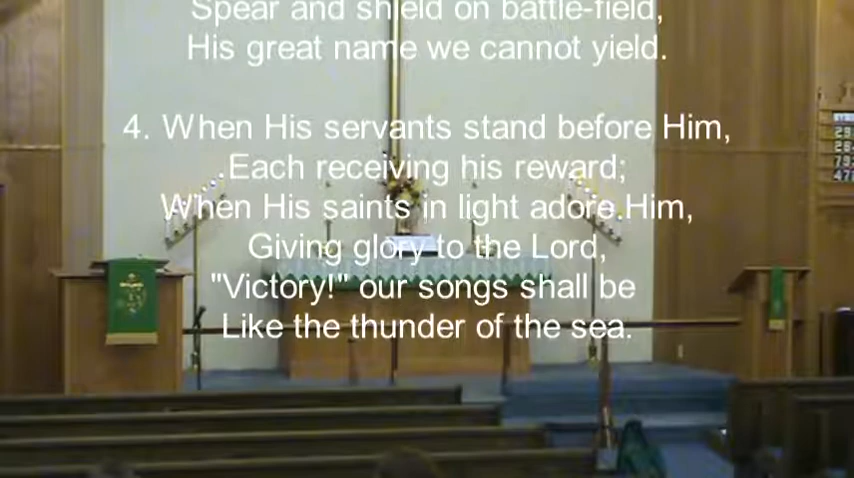 Spear and shield on battle-field,
His great name we cannot yield.
4. When His servants stand before Him,
Each receiving his reward;
When His saints in light adore Him,
Giving glory to the Lord,
"Victory!" our songs shall be
Like the thunder of the sea.